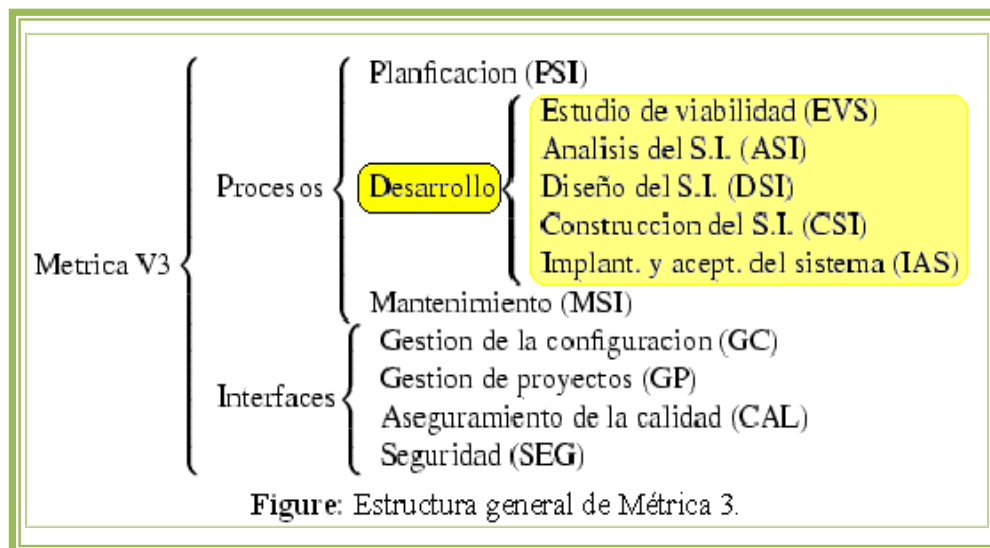 Planficacion (PSI)
Estudio de viabilidad (EVS)
Analisis del S.I. (ASI)
Procesos
Desarrollo
Diseño del S.I. (DSI)
Construccion del S.I. (CSI)
Metrica V3
Implant. y acept. del sistema (IAS)
Mantenimiento (MSI)
Gestion de la configuracion (GC)
Gestion de proyectos (GP)
Interfaces
Aseguramiento de la calidad (CAL)
Seguridad (SEG)
Figure: Estructura general de Métrica 3.